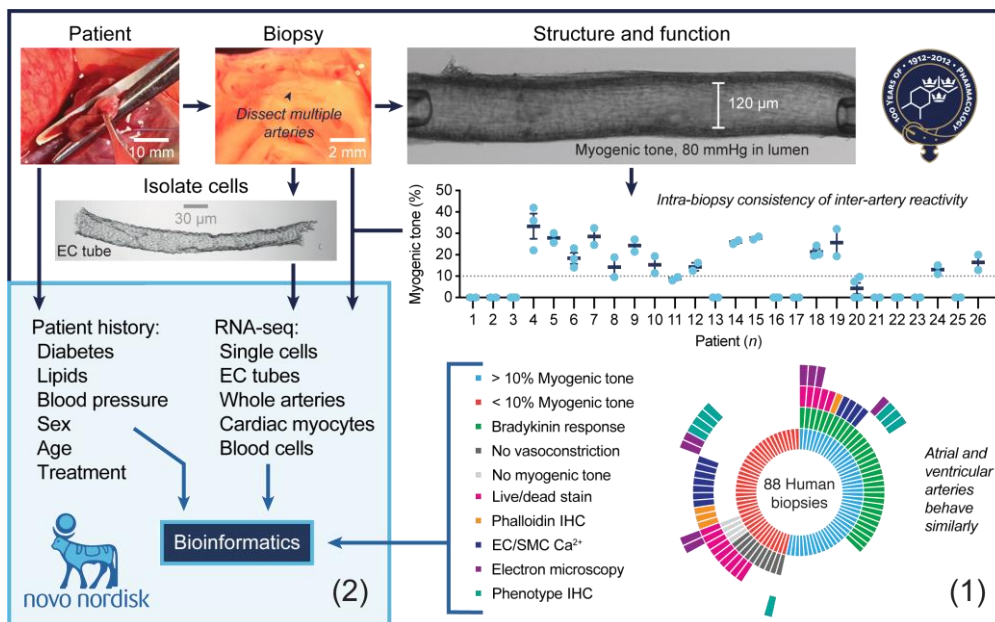 Patient
Biopsy
Structure and function
10 mm
Dissect multiple
arteries
2 mm
120 µm
Myogenic tone, 80 mmHg in lumen
100 YEARS OF • 1912-2012 • PHARMACOLOGY
Isolate cells
30 µm
EC tube
Intra-biopsy consistency of inter-artery reactivity
Myogenic tone (%)
50
40
30
20
10
0
1 2 3 4 5 6 7 8 9 10 11 12 13 14 15 16 17 18 19 20 21 22 23 24 25 26
Patient (n)
Patient history:
Diabetes
Lipids
Blood pressure
Sex
Age
Treatment
RNA-seq:
Single cells
EC tubes
Whole arteries
Cardiac myocytes
Blood cells
Bioinformatics
novo nordisk
(2)
> 10% Myogenic tone
< 10% Myogenic tone
Bradykinin response
No vasoconstriction
No myogenic tone
Live/dead stain
Phalloidin IHC
EC/SMC Ca²⁺
Electron microscopy
Phenotype IHC
88 Human
biopsies
Atrial and
ventricular
arteries
behave
similarly
(1)